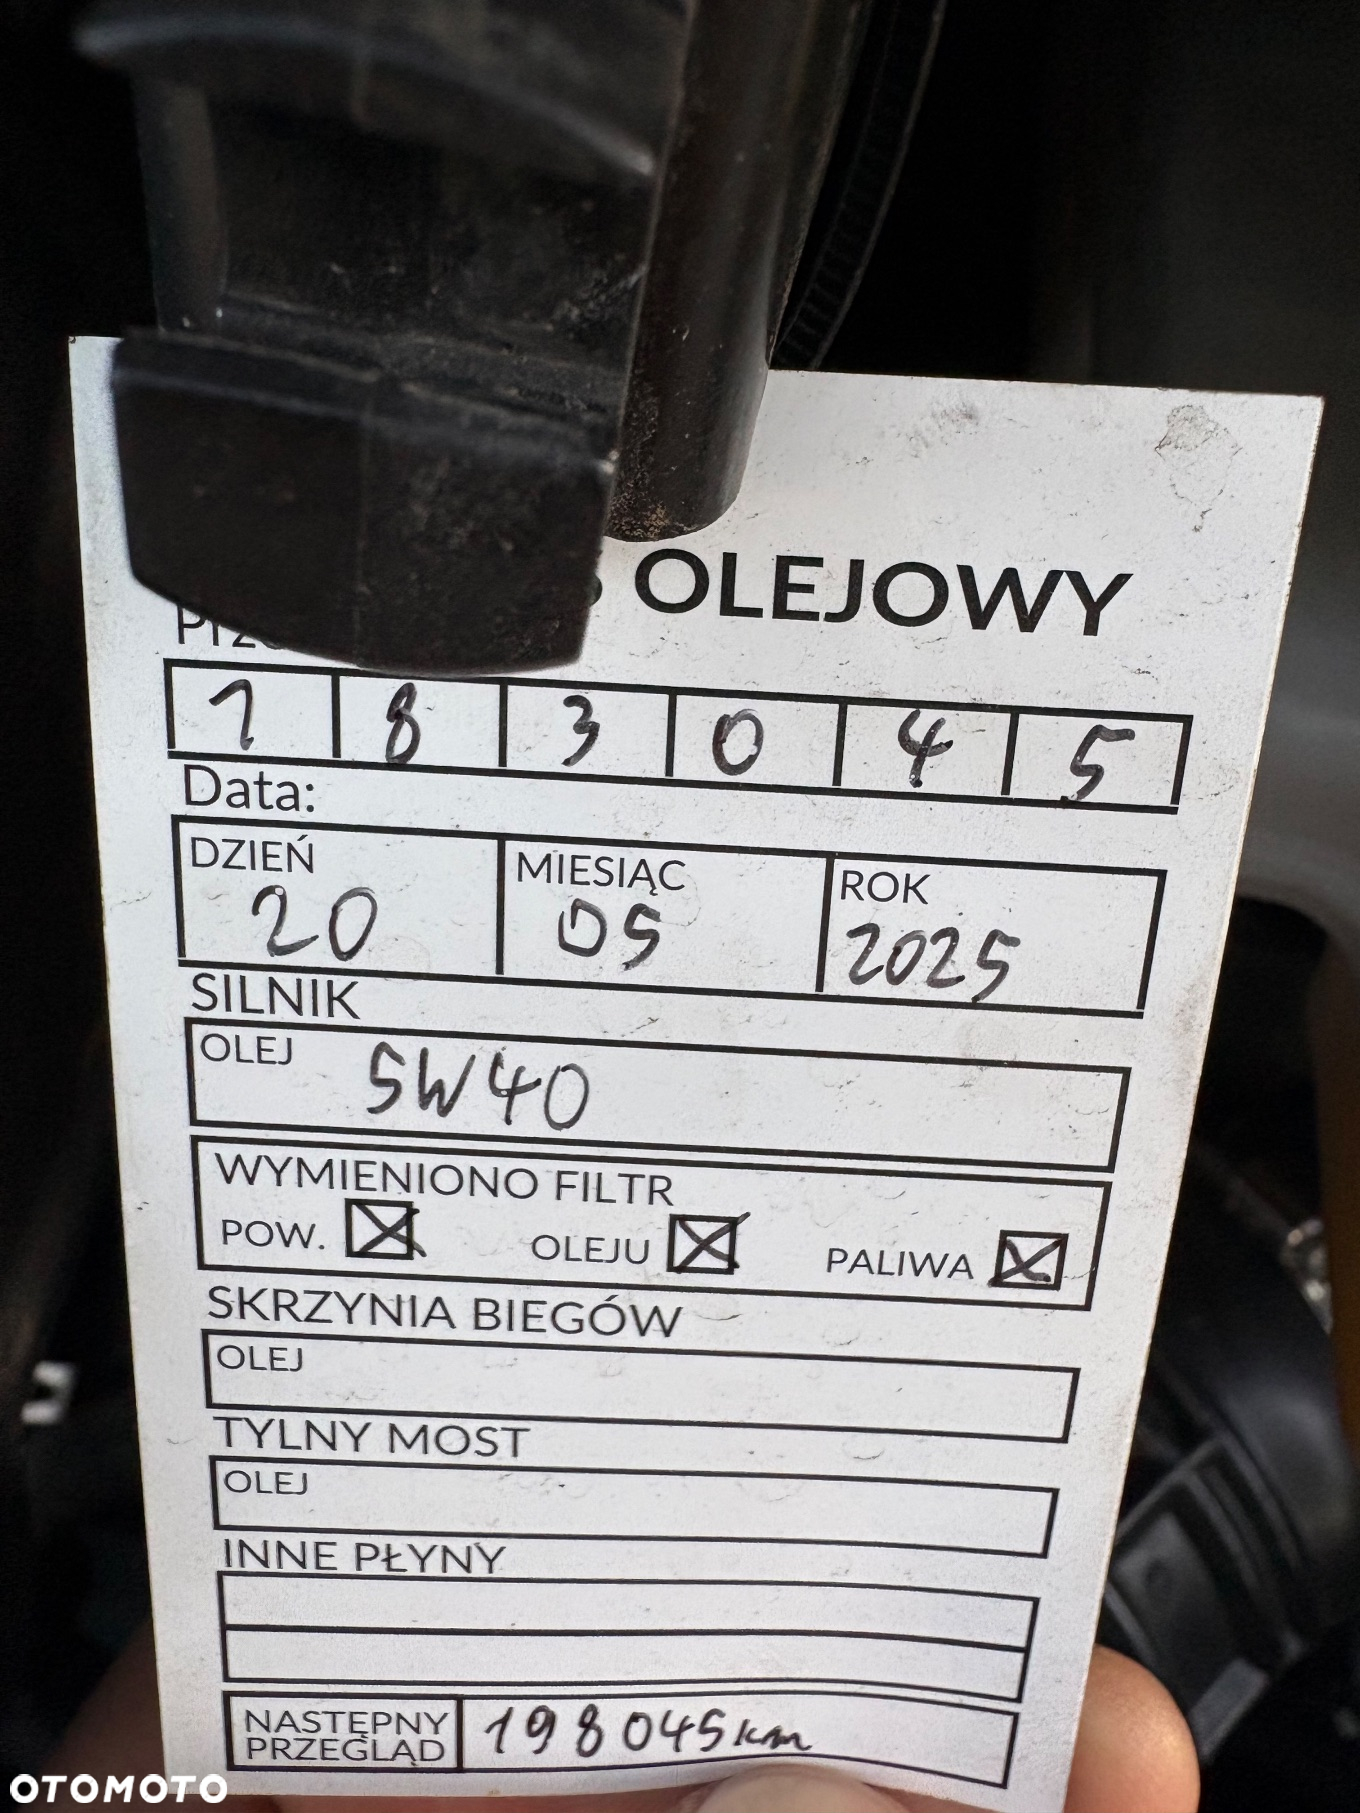 OLEJOWY
1 8 3 0 4 5
Data:
DZIEŃ MIESIĄC ROK
20 05 2025
SILNIK
OLEJ 5W40
WYMIENIONO FILTR
POW. OLEJU PALIWA
SKRZYNIA BIEGÓW
OLEJ
TYLNY MOST
OLEJ
INNE PŁYNY
NASTĘPNY
PRZEGLĄD 198045km
OTOMOTO